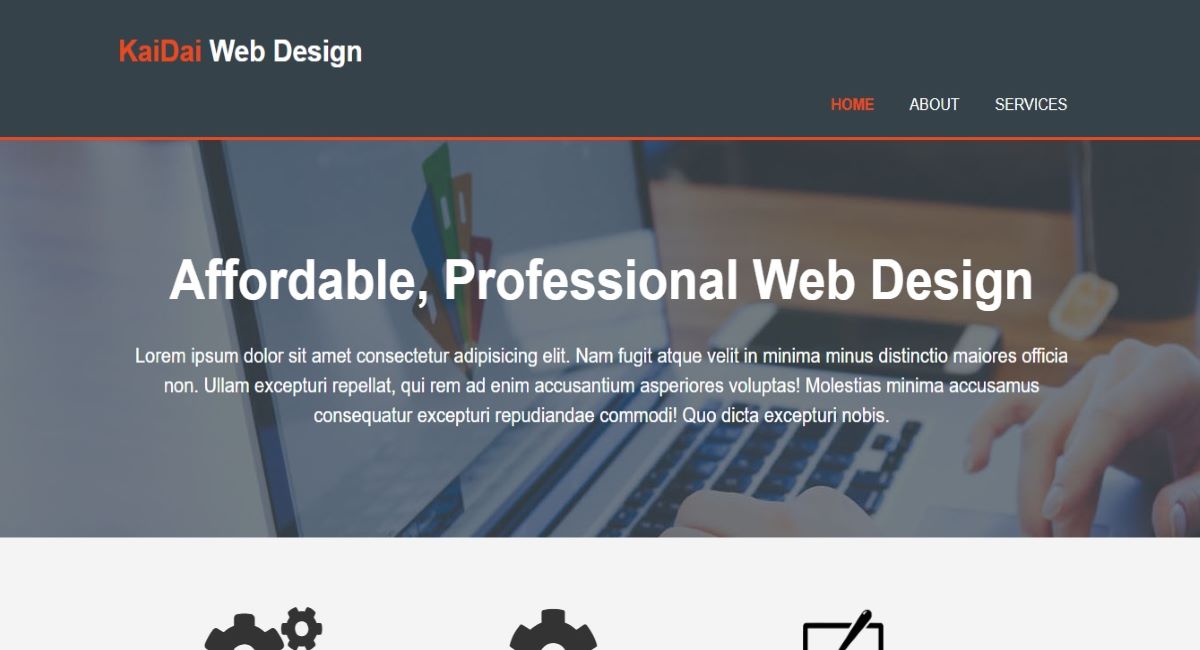 KaiDai Web Design
HOME ABOUT SERVICES
Affordable, Professional Web Design
Lorem ipsum dolor sit amet consectetur adipisicing elit. Nam fugit atque velit in minima minus distinctio maiores officia
non. Ullam excepturi repellat, qui rem ad enim accusantium asperiores voluptas! Molestias minima accusamus
consequatur excepturi repudiandae commodi! Quo dicta excepturi nobis.